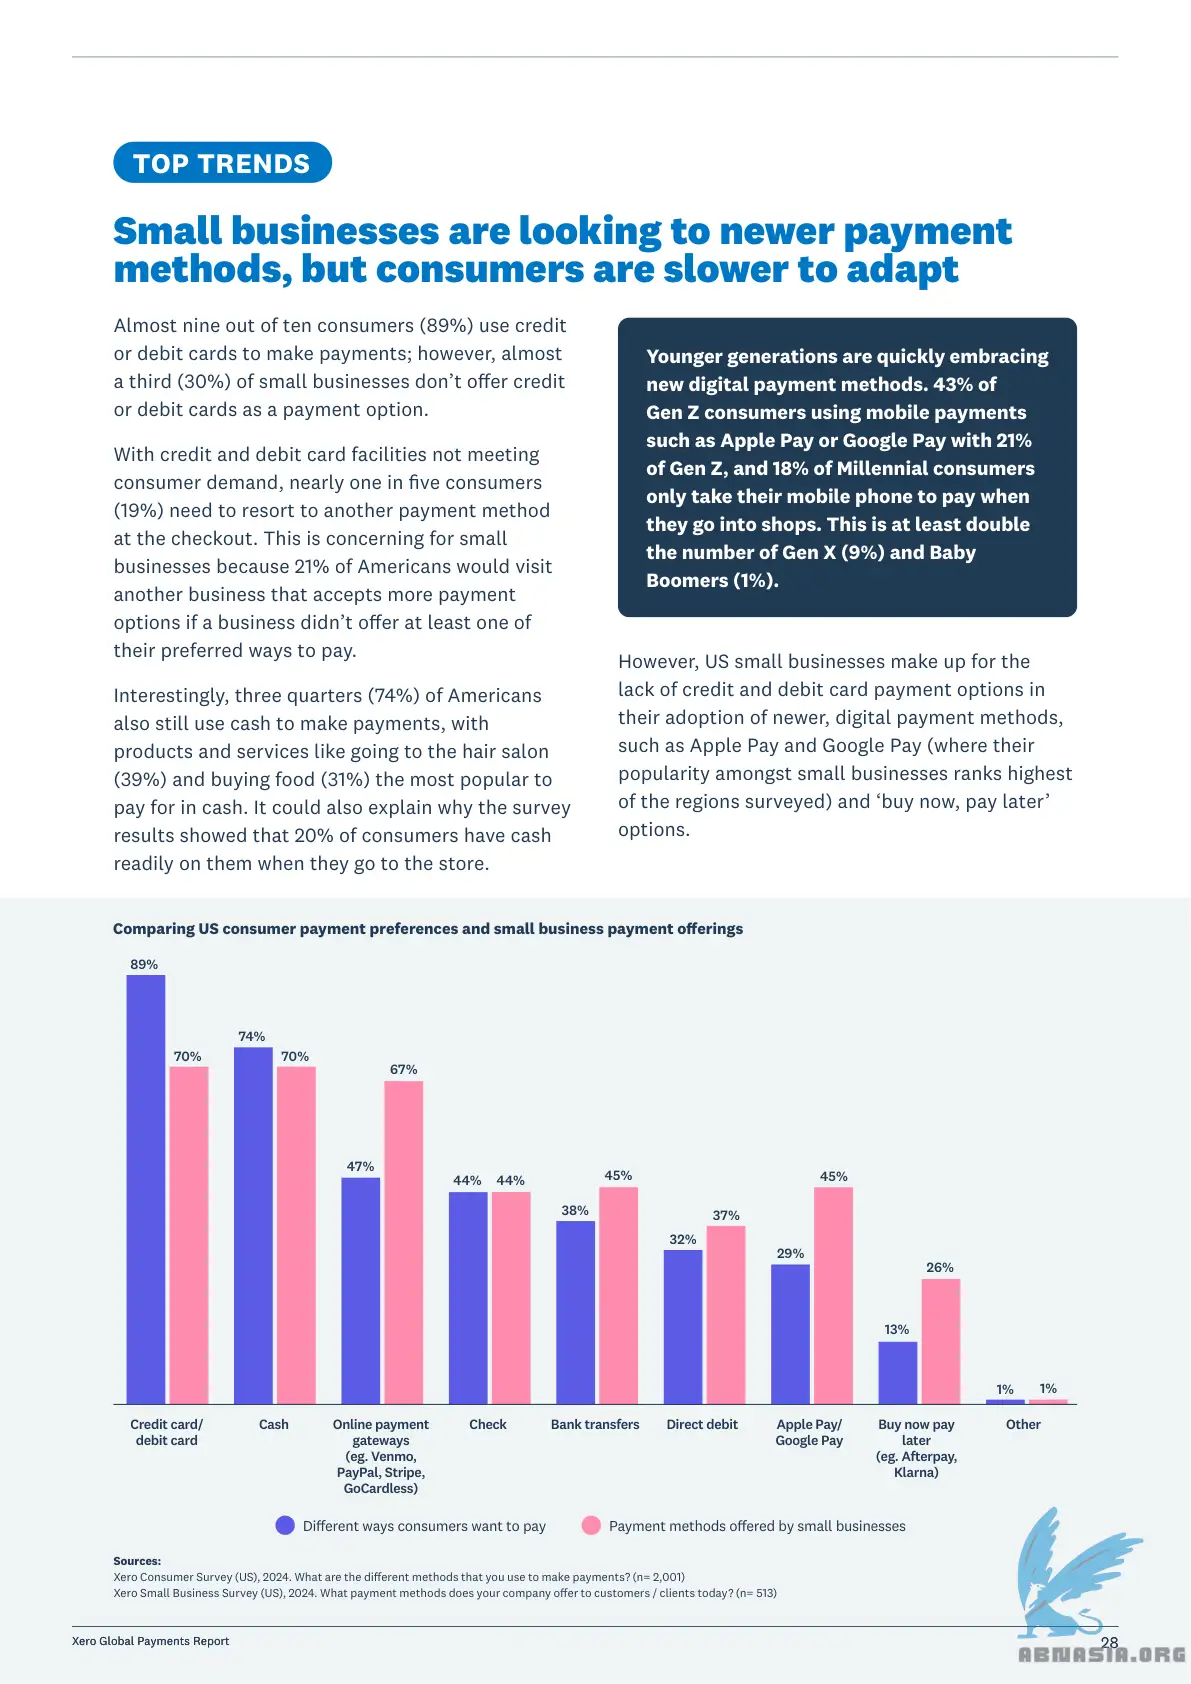 TOP TRENDS
Small businesses are looking to newer payment
methods, but consumers are slower to adapt
Almost nine out of ten consumers (89%) use credit
or debit cards to make payments; however, almost
a third (30%) of small businesses don’t offer credit
or debit cards as a payment option.
With credit and debit card facilities not meeting
consumer demand, nearly one in five consumers
(19%) need to resort to another payment method
at the checkout. This is concerning for small
businesses because 21% of Americans would visit
another business that accepts more payment
options if a business didn’t offer at least one of
their preferred ways to pay.
Interestingly, three quarters (74%) of Americans
also still use cash to make payments, with
products and services like going to the hair salon
(39%) and buying food (31%) the most popular to
pay for in cash. It could also explain why the survey
results showed that 20% of consumers have cash
readily on them when they go to the store.
Younger generations are quickly embracing
new digital payment methods. 43% of
Gen Z consumers using mobile payments
such as Apple Pay or Google Pay with 21%
of Gen Z, and 18% of Millennial consumers
only take their mobile phone to pay when
they go into shops. This is at least double
the number of Gen X (9%) and Baby
Boomers (1%).
However, US small businesses make up for the
lack of credit and debit card payment options in
their adoption of newer, digital payment methods,
such as Apple Pay and Google Pay (where their
popularity amongst small businesses ranks highest
of the regions surveyed) and ‘buy now, pay later’
options.
Comparing US consumer payment preferences and small business payment offerings
89%
70%
74%
70%
47%
67%
44%
44%
38%
45%
32%
37%
29%
45%
13%
26%
1%
1%
Credit card/
debit card
Cash
Online payment
gateways
(eg. Venmo,
PayPal, Stripe,
GoCardless)
Check
Bank transfers
Direct debit
Apple Pay/
Google Pay
Buy now pay
later
(eg. Afterpay,
Klarna)
Other
Different ways consumers want to pay
Payment methods offered by small businesses
Sources:
Xero Consumer Survey (US), 2024. What are the different methods that you use to make payments? (n= 2,001)
Xero Small Business Survey (US), 2024. What payment methods does your company offer to customers / clients today? (n= 513)
Xero Global Payments Report
28
ABNASIA.ORG